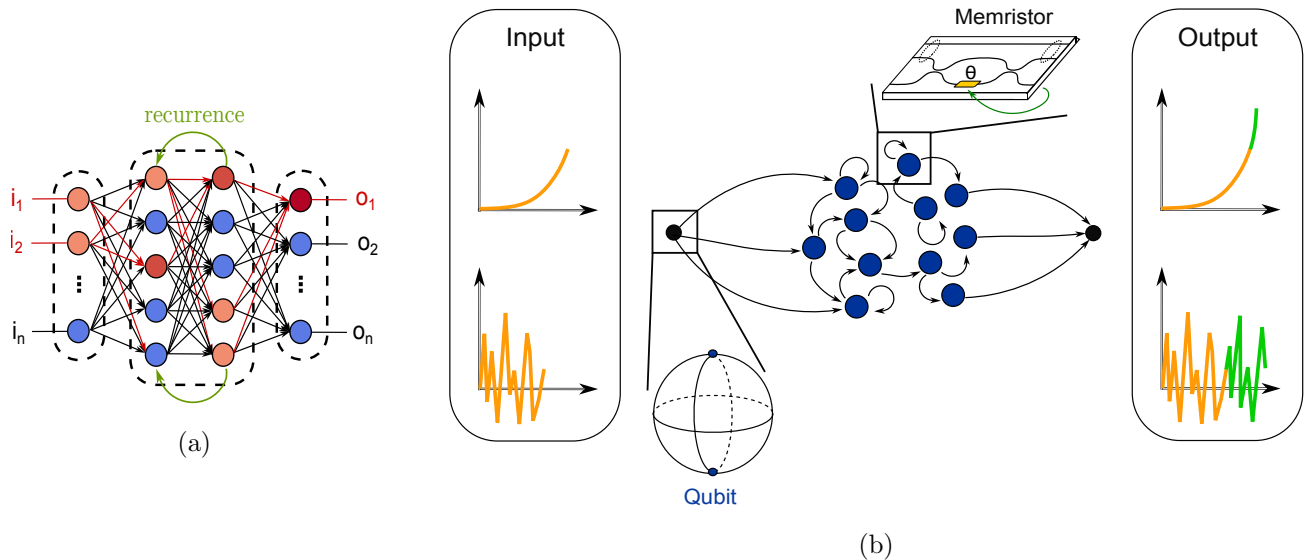 recurrence
i₁
i₂
iₙ
o₁
o₂
oₙ
(a)
Input
Memristor
θ
Qubit
Output
(b)